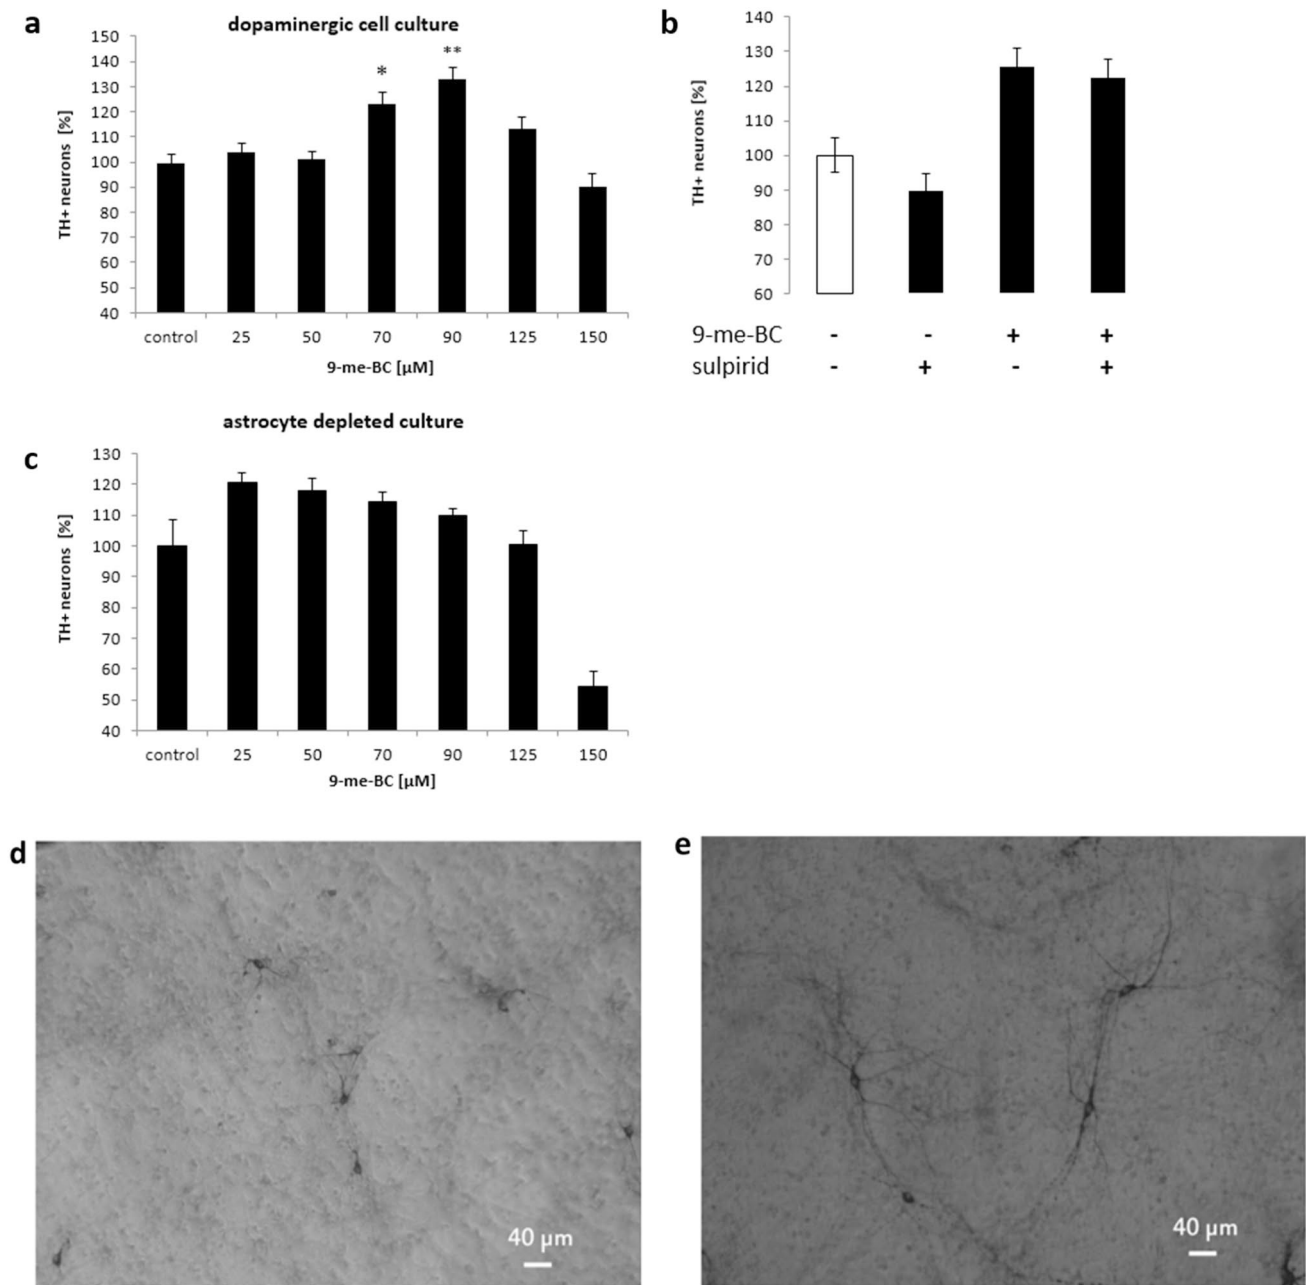 a
dopaminergic cell culture
TH+ neurons [%]
150
140
130
120
110
100
90
80
70
60
50
40
*
**
control 25 50 70 90 125 150
9-me-BC [µM]
b
TH+ neurons [%]
140
130
120
110
100
90
80
70
60
9-me-BC - - + +
sulpirid - + - +
astrocyte depleted culture
c
TH+ neurons [%]
130
120
110
100
90
80
70
60
50
40
control 25 50 70 90 125 150
9-me-BC [µM]
d
40 µm
e
40 µm